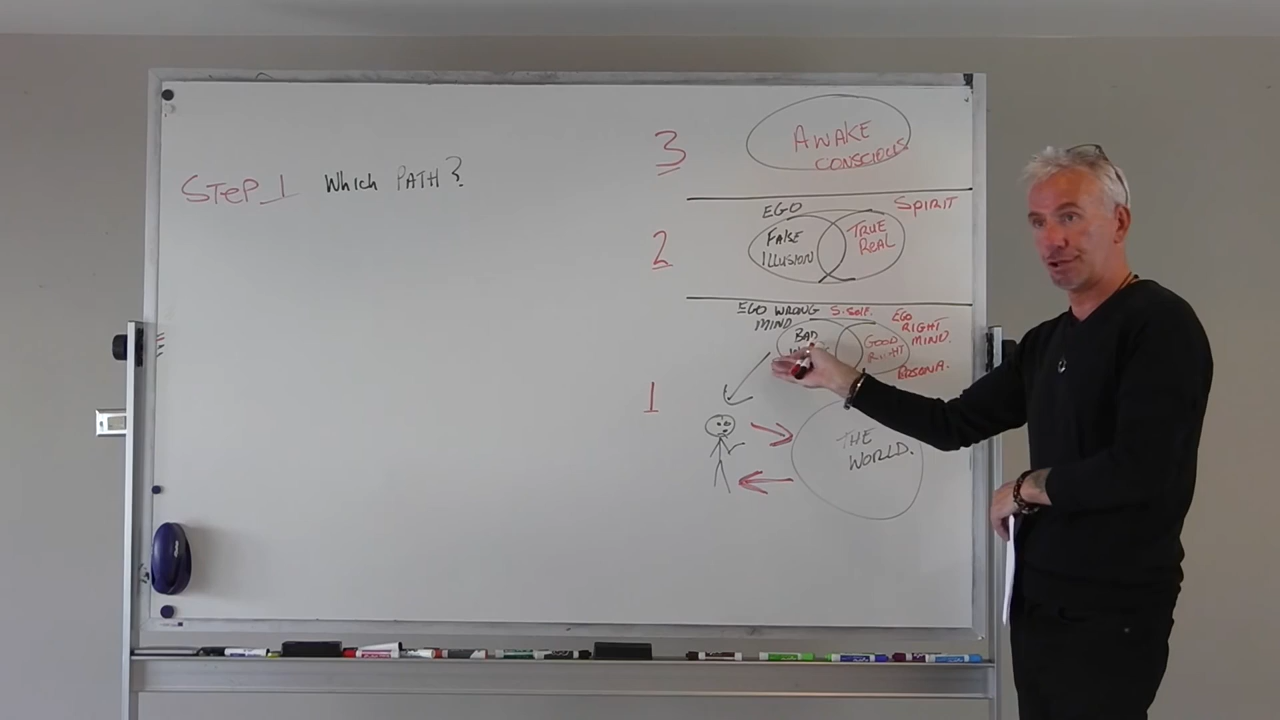 STEP 1 Which PATH?
3
AWAKE
CONSCIOUS
EGO
Spirit
2
FALSE
ILLUSION
TRUE
REAL
EGO WRONG
MIND
S.SELF.
EGO
RIGHT
MIND.
BAD
GOOD
RIGHT
PERSONA.
1
THE
WORLD.